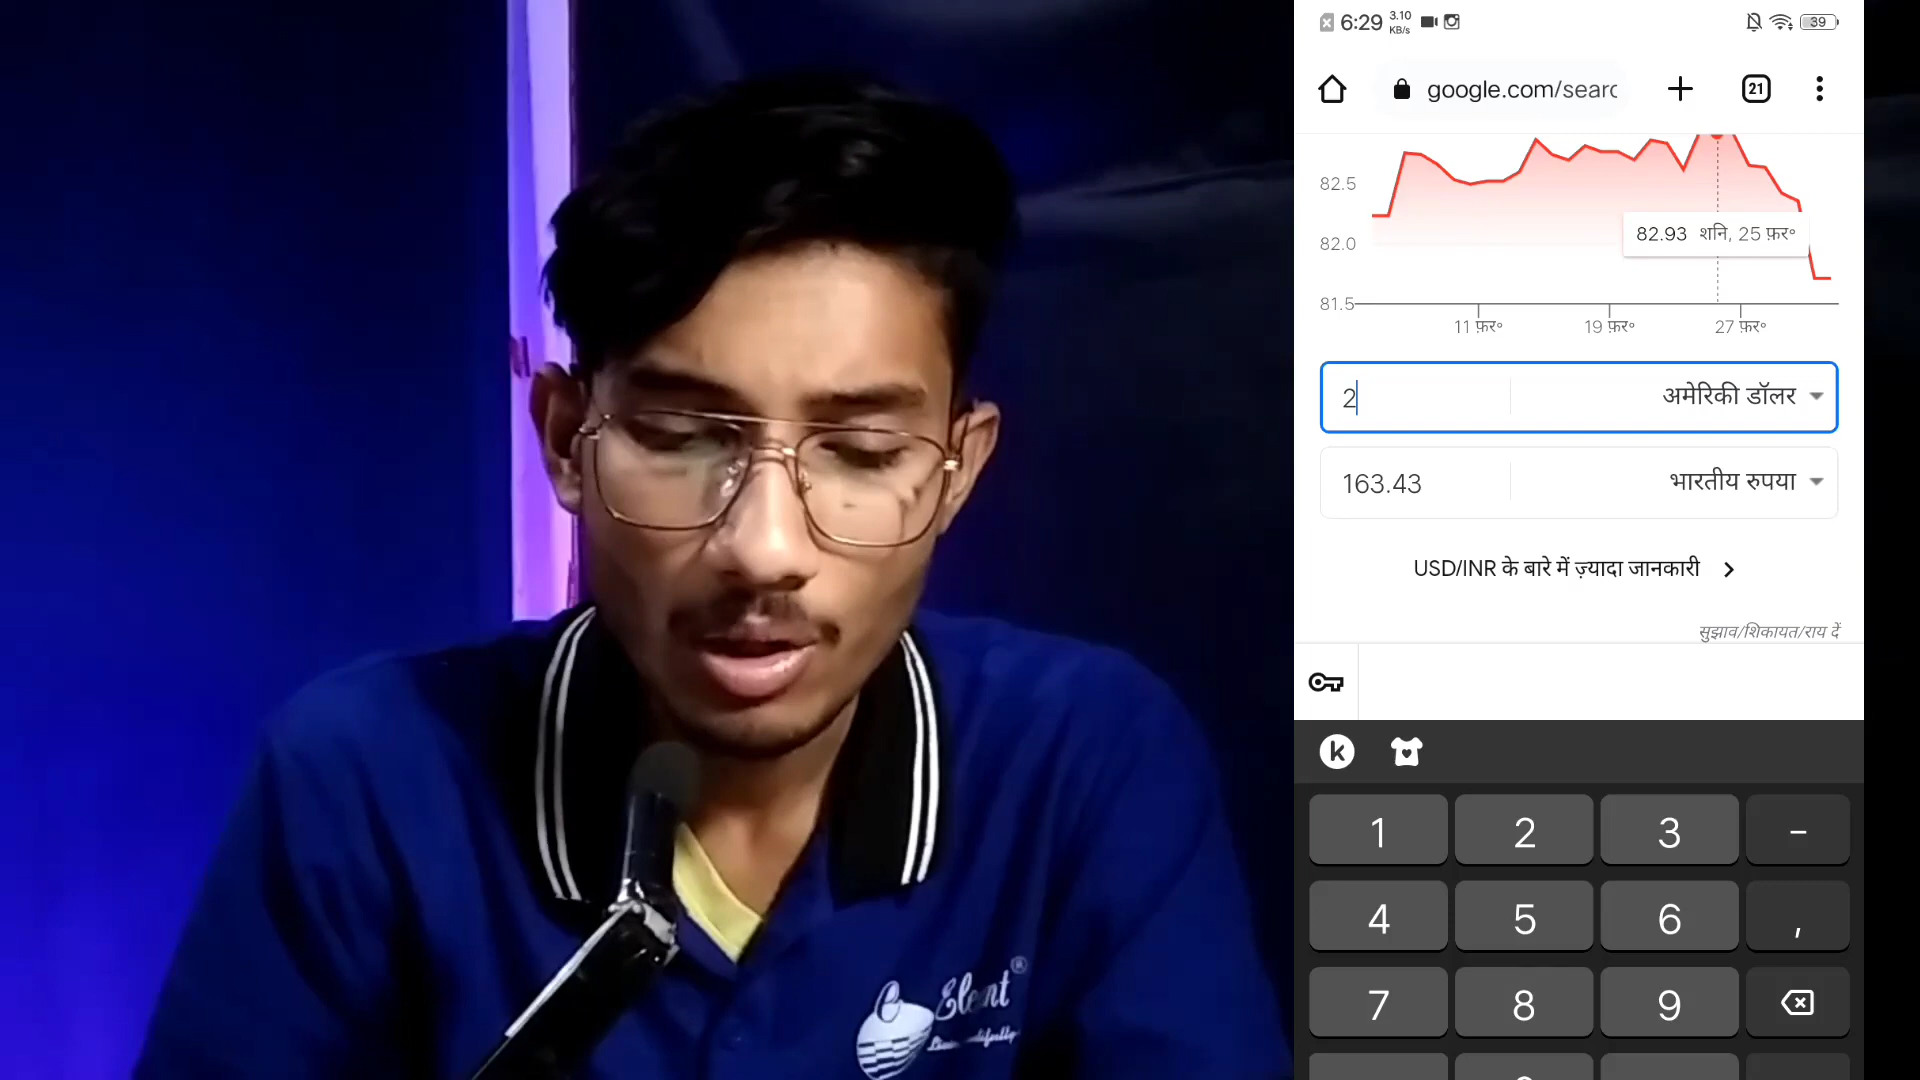 6:29
3.10
KB/s
39
google.com/searc
21
82.5
82.0
81.5
82.93 शनि, 25 फ़र॰
11 फ़र॰
19 फ़र॰
27 फ़र॰
2
अमेरिकी डॉलर
163.43
भारतीय रुपया
USD/INR के बारे में ज़्यादा जानकारी
सुझाव/शिकायत/राय दें
k
1 2 3 -
4 5 6 ,
7 8 9
®